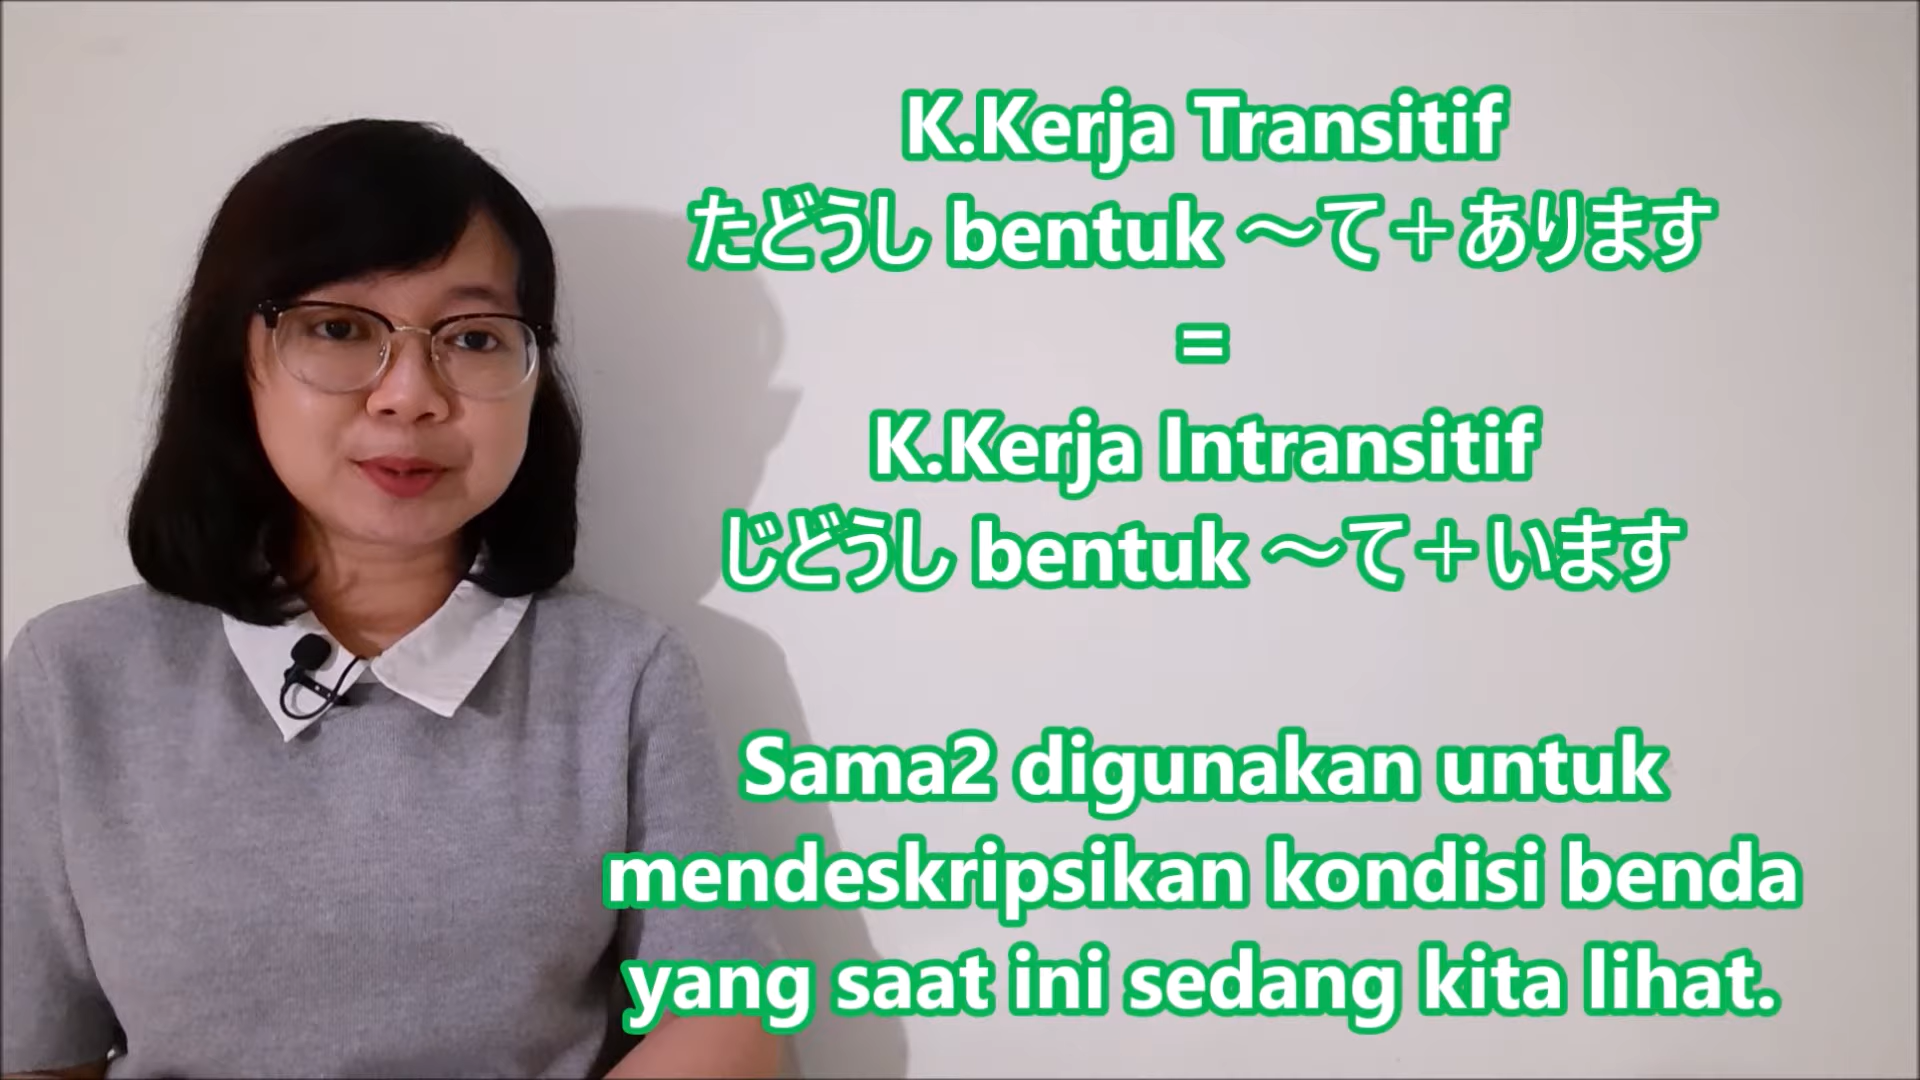 K.Kerja Transitif
たどうし bentuk ～て＋あります
=
K.Kerja Intransitif
じどうし bentuk ～て＋います
Sama2 digunakan untuk
mendeskripsikan kondisi benda
yang saat ini sedang kita lihat.